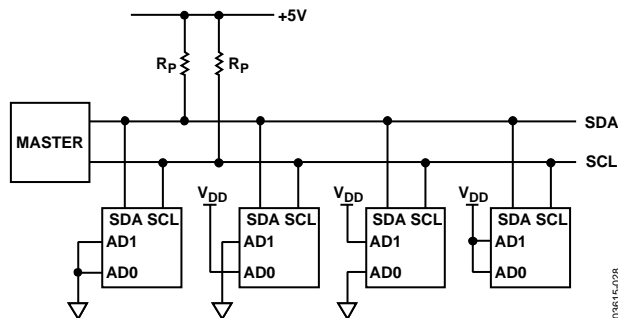 +5V
RP RP
SDA
MASTER
SCL
VDD VDD VDD
SDA SCL SDA SCL SDA SCL SDA SCL
AD1 AD1 AD1 AD1
AD0 AD0 AD0 AD0
03615-028